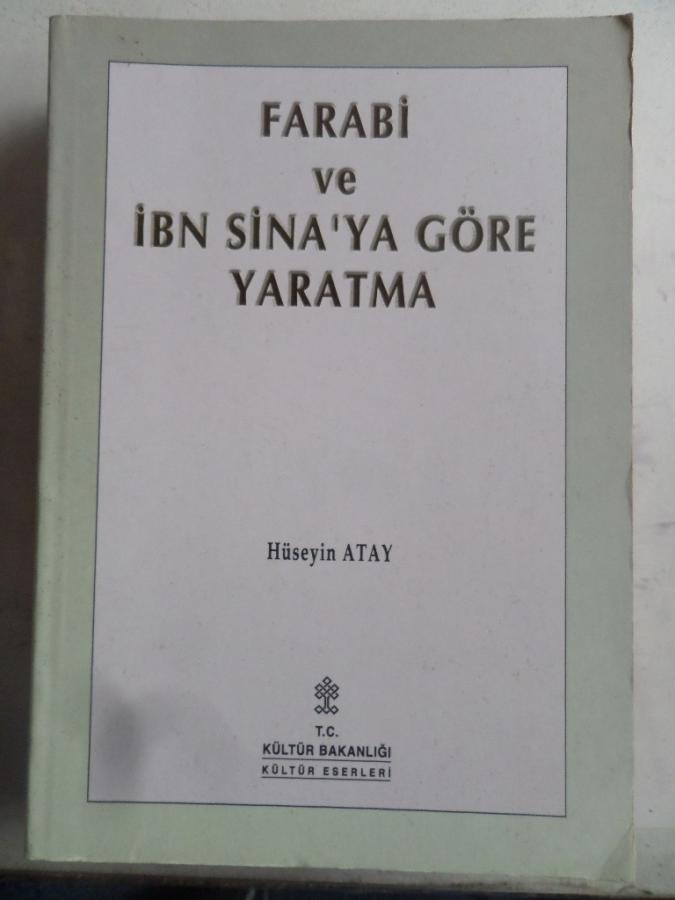 FARABİ
ve
İBN SİNA'YA GÖRE
YARATMA
Hüseyin ATAY
T.C.
KÜLTÜR BAKANLIĞI
KÜLTÜR ESERLERİ